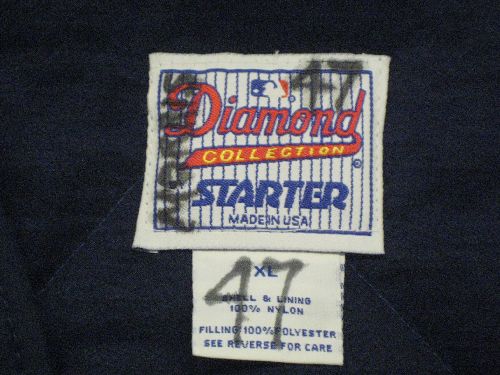 47
Diamond
COLLECTION
®
STARTER
MADE IN USA
XL
47
SHELL & LINING
100% NYLON
FILLING 100% POLYESTER
SEE REVERSE FOR CARE